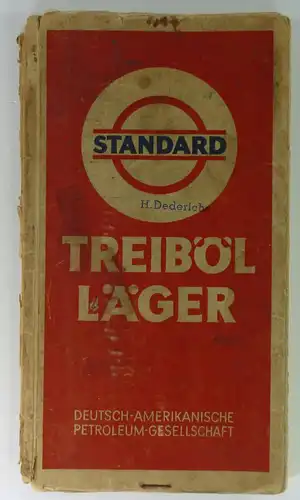 STANDARD
H. Dederichs
TREIBÖL
LÄGER
DEUTSCH-AMERIKANISCHE
PETROLEUM-GESELLSCHAFT